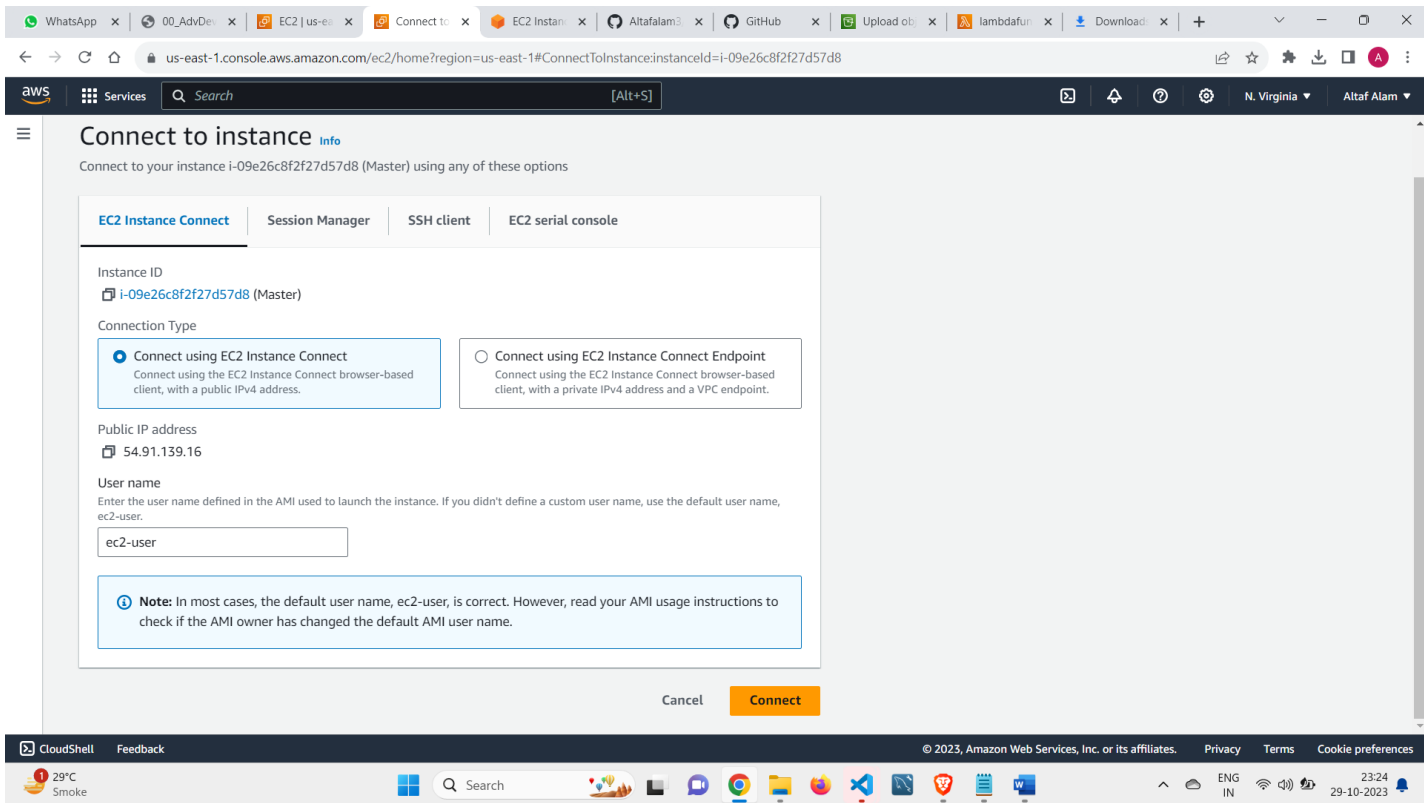 WhatsApp
00_AdvDev
EC2 | us-ea
Connect to
EC2 Instanc
Altafalam3
GitHub
Upload obj
lambdafun
Downloads
us-east-1.console.aws.amazon.com/ec2/home?region=us-east-1#ConnectToInstance:instanceId=i-09e26c8f2f27d57d8
A
aws
Services
Search
[Alt+S]
N. Virginia
Altaf Alam
Connect to instance Info
Connect to your instance i-09e26c8f2f27d57d8 (Master) using any of these options
EC2 Instance Connect
Session Manager
SSH client
EC2 serial console
Instance ID
i-09e26c8f2f27d57d8 (Master)
Connection Type
Connect using EC2 Instance Connect
Connect using the EC2 Instance Connect browser-based
client, with a public IPv4 address.
Connect using EC2 Instance Connect Endpoint
Connect using the EC2 Instance Connect browser-based
client, with a private IPv4 address and a VPC endpoint.
Public IP address
54.91.139.16
User name
Enter the user name defined in the AMI used to launch the instance. If you didn't define a custom user name, use the default user name,
ec2-user.
ec2-user
Note: In most cases, the default user name, ec2-user, is correct. However, read your AMI usage instructions to
check if the AMI owner has changed the default AMI user name.
Cancel
Connect
CloudShell
Feedback
© 2023, Amazon Web Services, Inc. or its affiliates.
Privacy
Terms
Cookie preferences
1
29°C
Smoke
Search
ENG
IN
23:24
29-10-2023